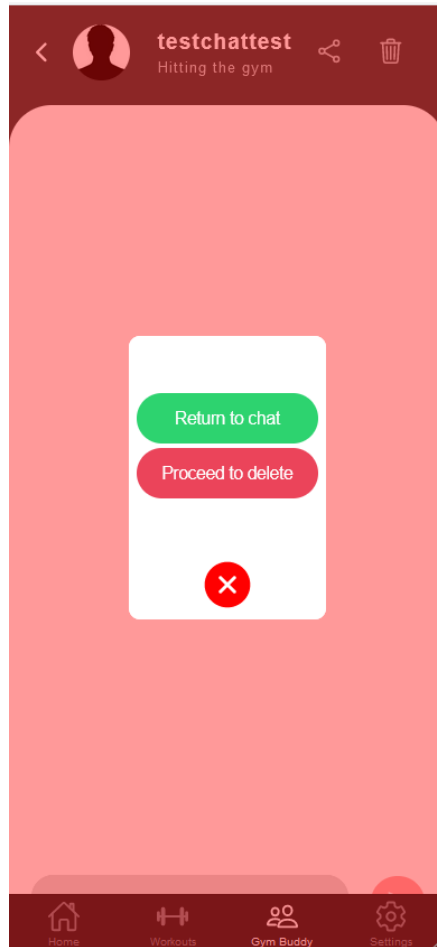 testchattest
Hitting the gym
Return to chat
Proceed to delete
Home
Workouts
Gym Buddy
Settings